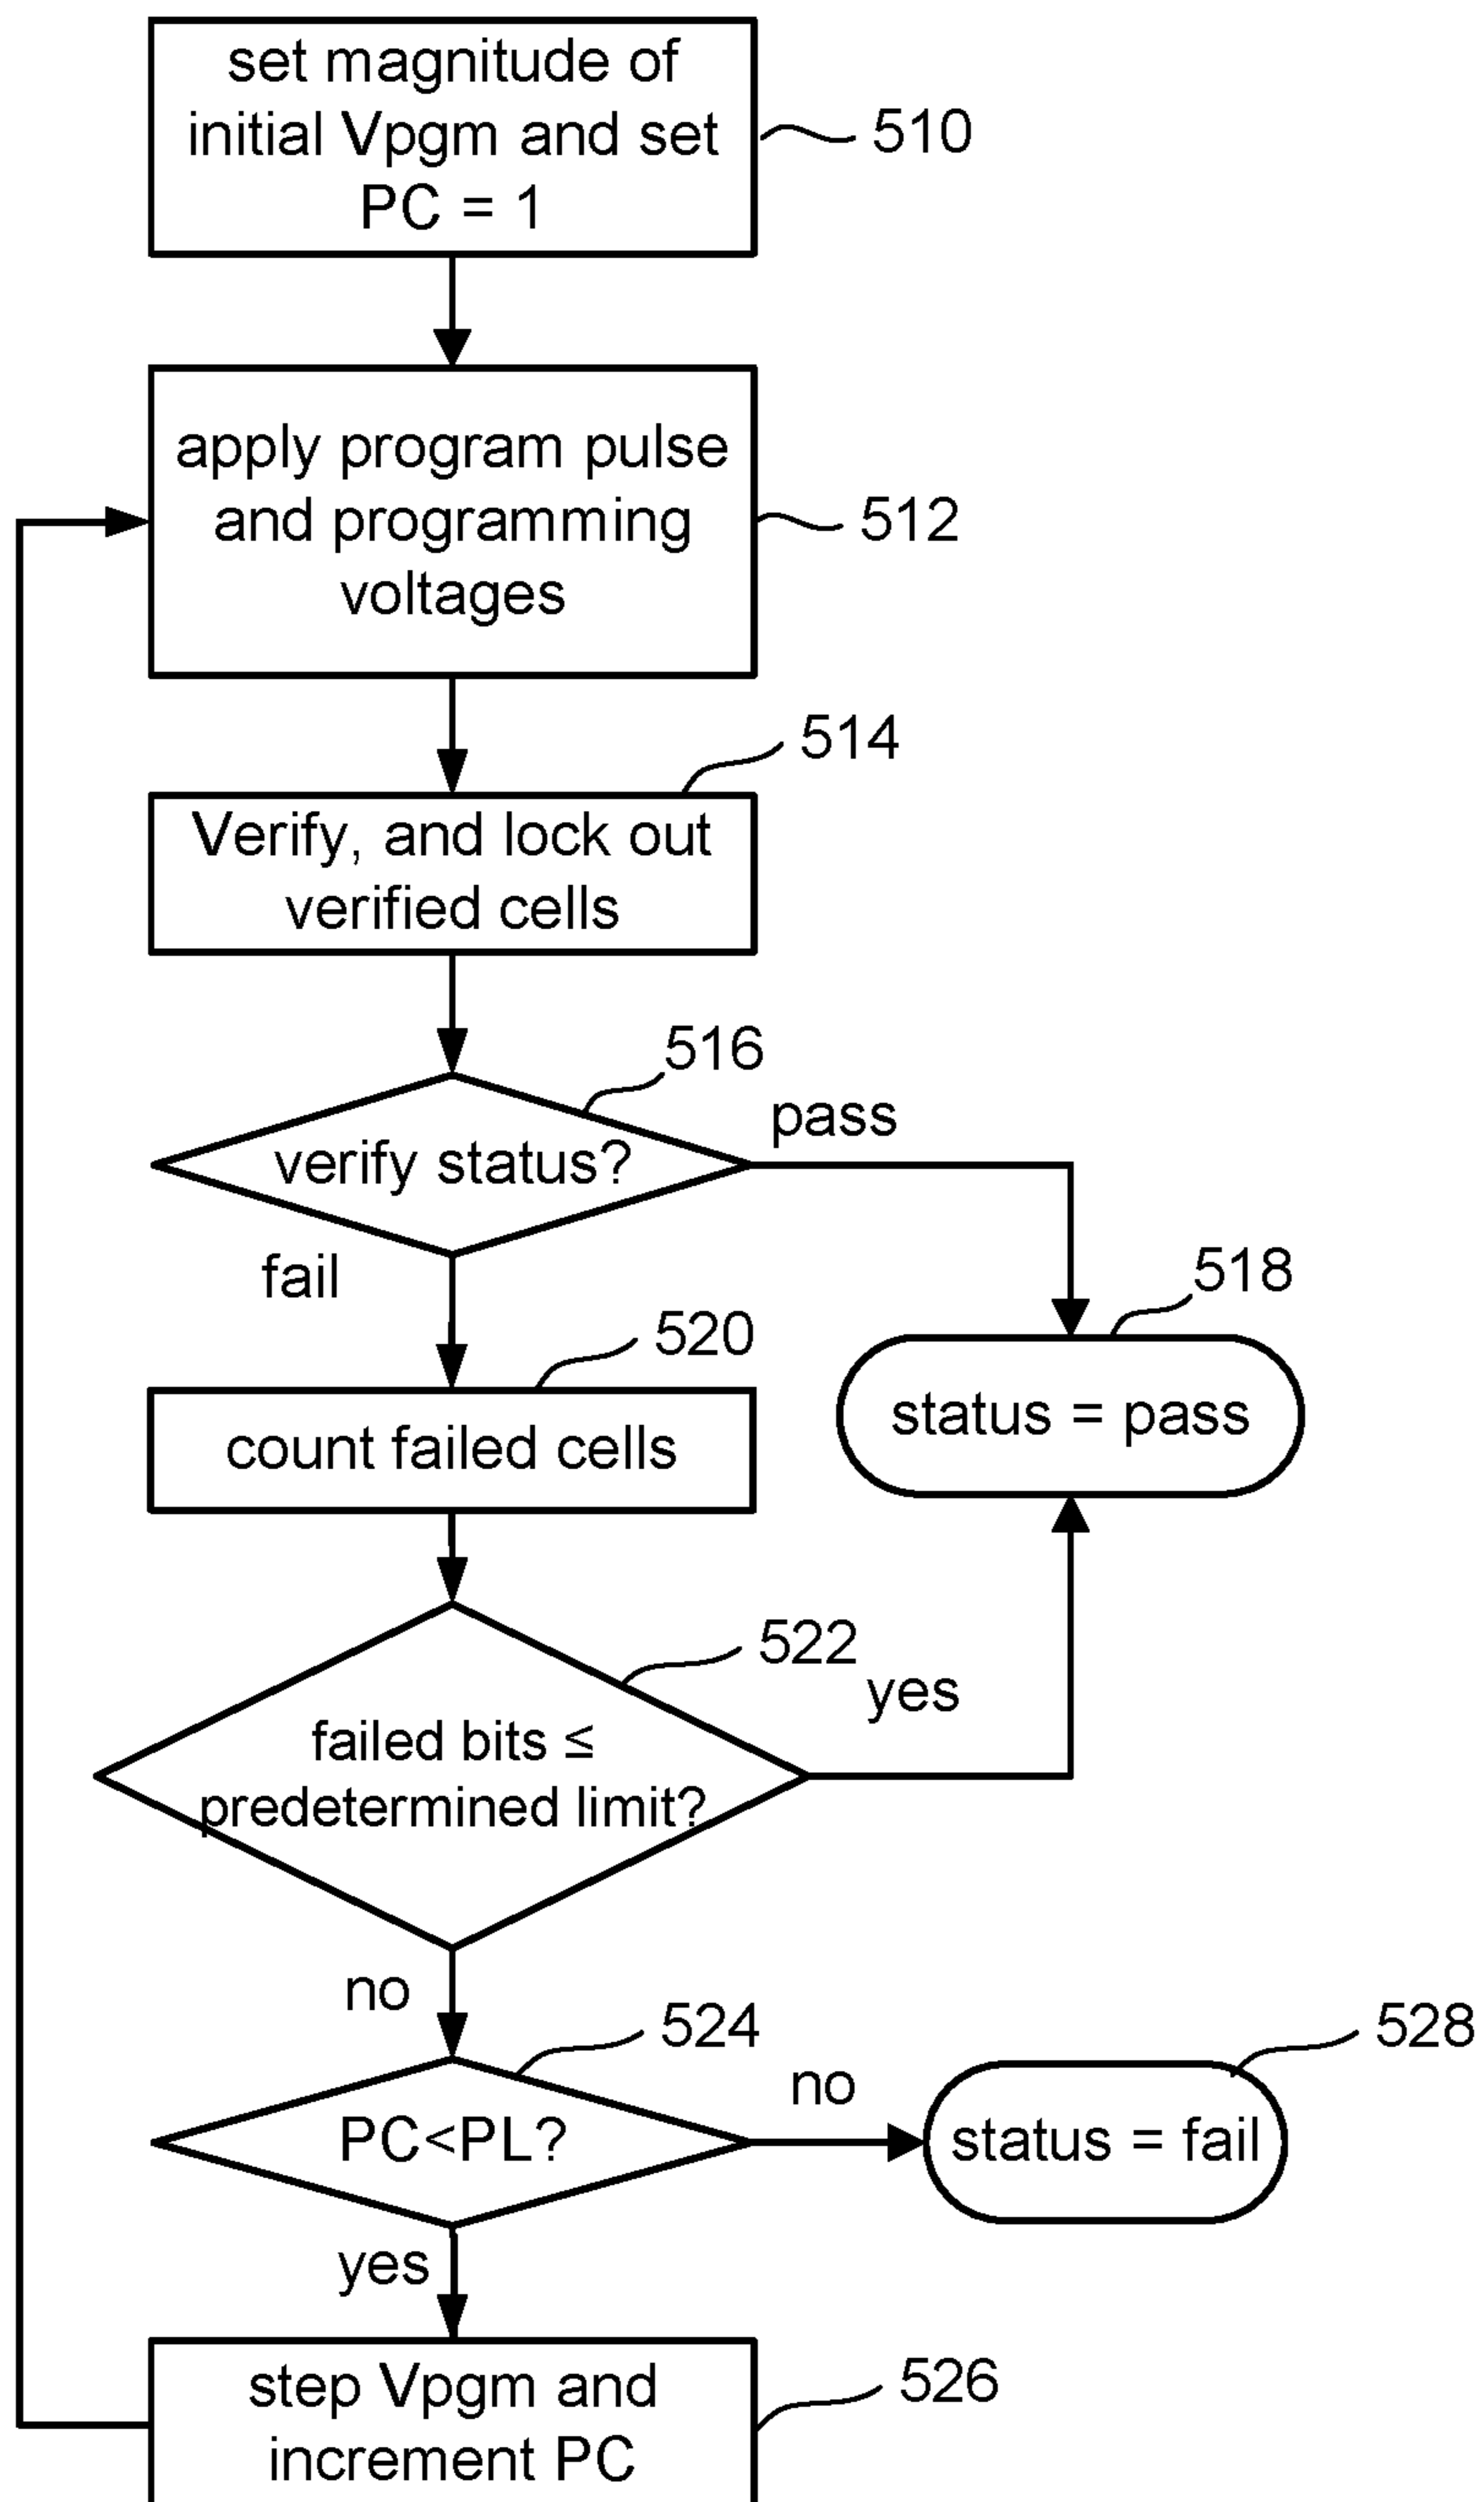 set magnitude of
initial Vpgm and set
PC = 1
510
apply program pulse
and programming
voltages
512
514
Verify, and lock out
verified cells
516
pass
verify status?
fail
518
520
status = pass
count failed cells
522
yes
failed bits ≤
predetermined limit?
no
524
528
no
PC<PL?
status = fail
yes
step Vpgm and
increment PC
526